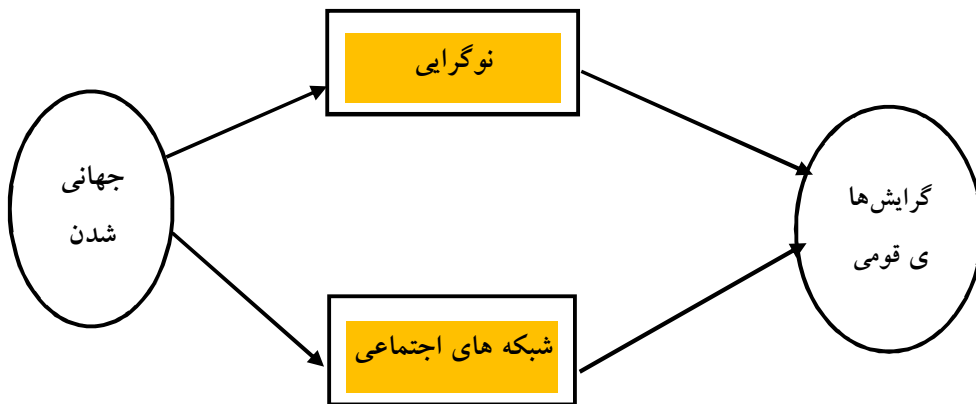 نوگرایی
جهانی
شدن
گرایش‌ها
ی قومی
شبکه های اجتماعی